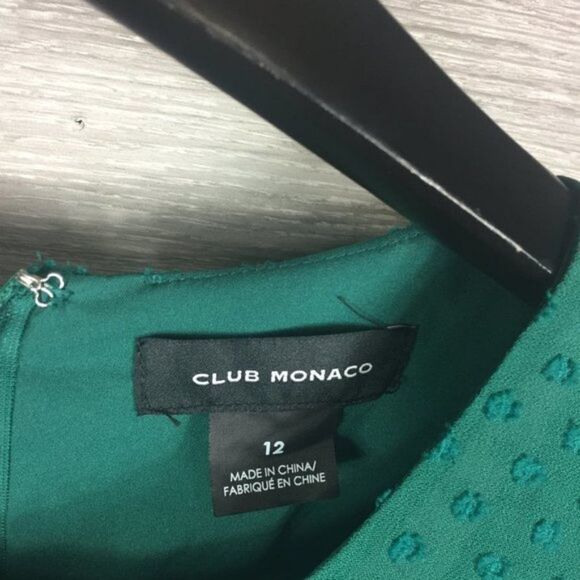 CLUB MONACO
12
MADE IN CHINA/
FABRIQUÉ EN CHINE